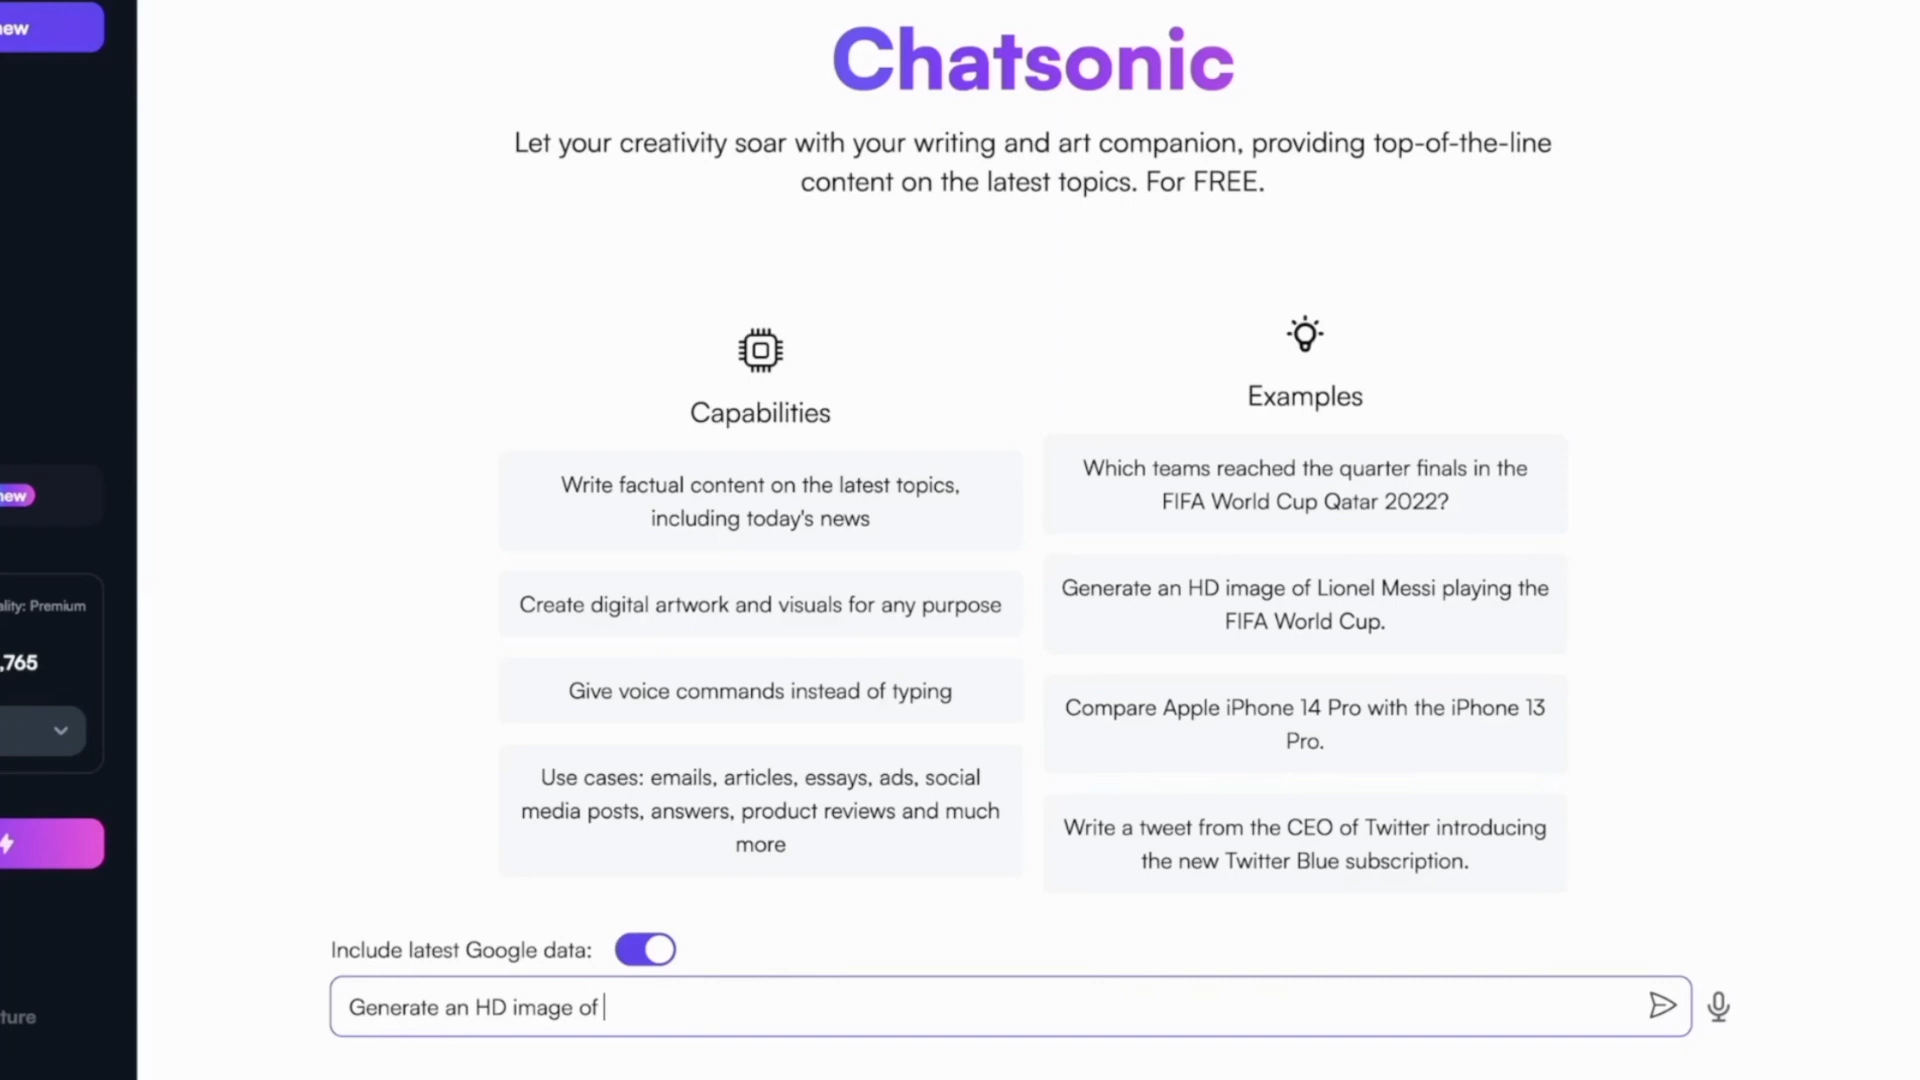 new
Chatsonic
Let your creativity soar with your writing and art companion, providing top-of-the-line
content on the latest topics. For FREE.
Capabilities
Write factual content on the latest topics,
including today's news
Create digital artwork and visuals for any purpose
Give voice commands instead of typing
Use cases: emails, articles, essays, ads, social
media posts, answers, product reviews and much
more
Examples
Which teams reached the quarter finals in the
FIFA World Cup Qatar 2022?
Generate an HD image of Lionel Messi playing the
FIFA World Cup.
Compare Apple iPhone 14 Pro with the iPhone 13
Pro.
Write a tweet from the CEO of Twitter introducing
the new Twitter Blue subscription.
new
ality: Premium
,765
ture
Include latest Google data:
Generate an HD image of